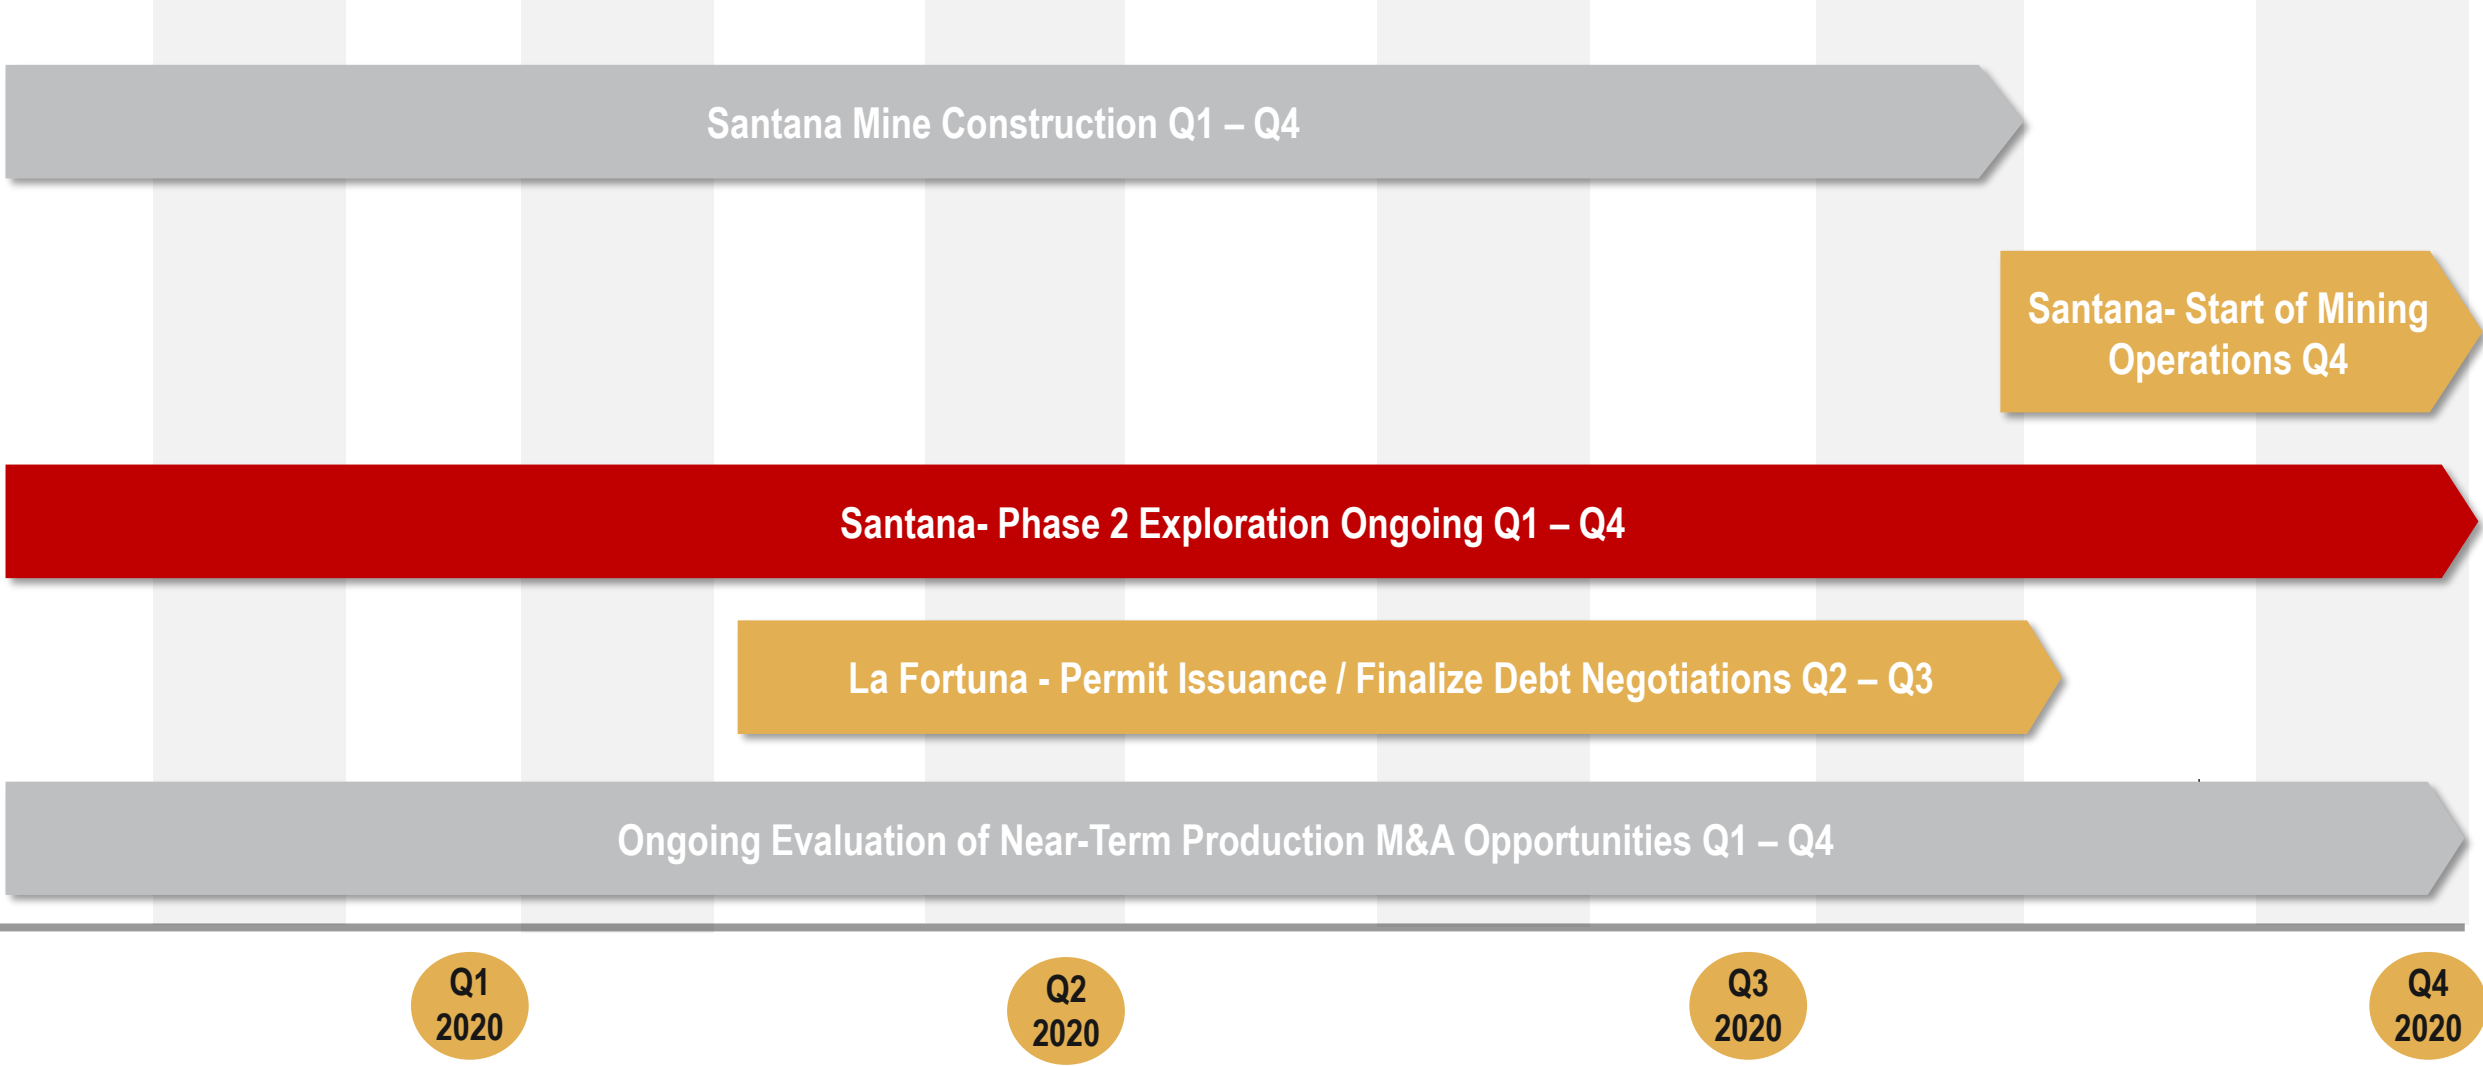 Santana Mine Construction Q1 – Q4
Santana- Start of Mining
Operations Q4
Santana- Phase 2 Exploration Ongoing Q1 – Q4
La Fortuna - Permit Issuance / Finalize Debt Negotiations Q2 – Q3
Ongoing Evaluation of Near-Term Production M&A Opportunities Q1 – Q4
Q1
2020
Q2
2020
Q3
2020
Q4
2020